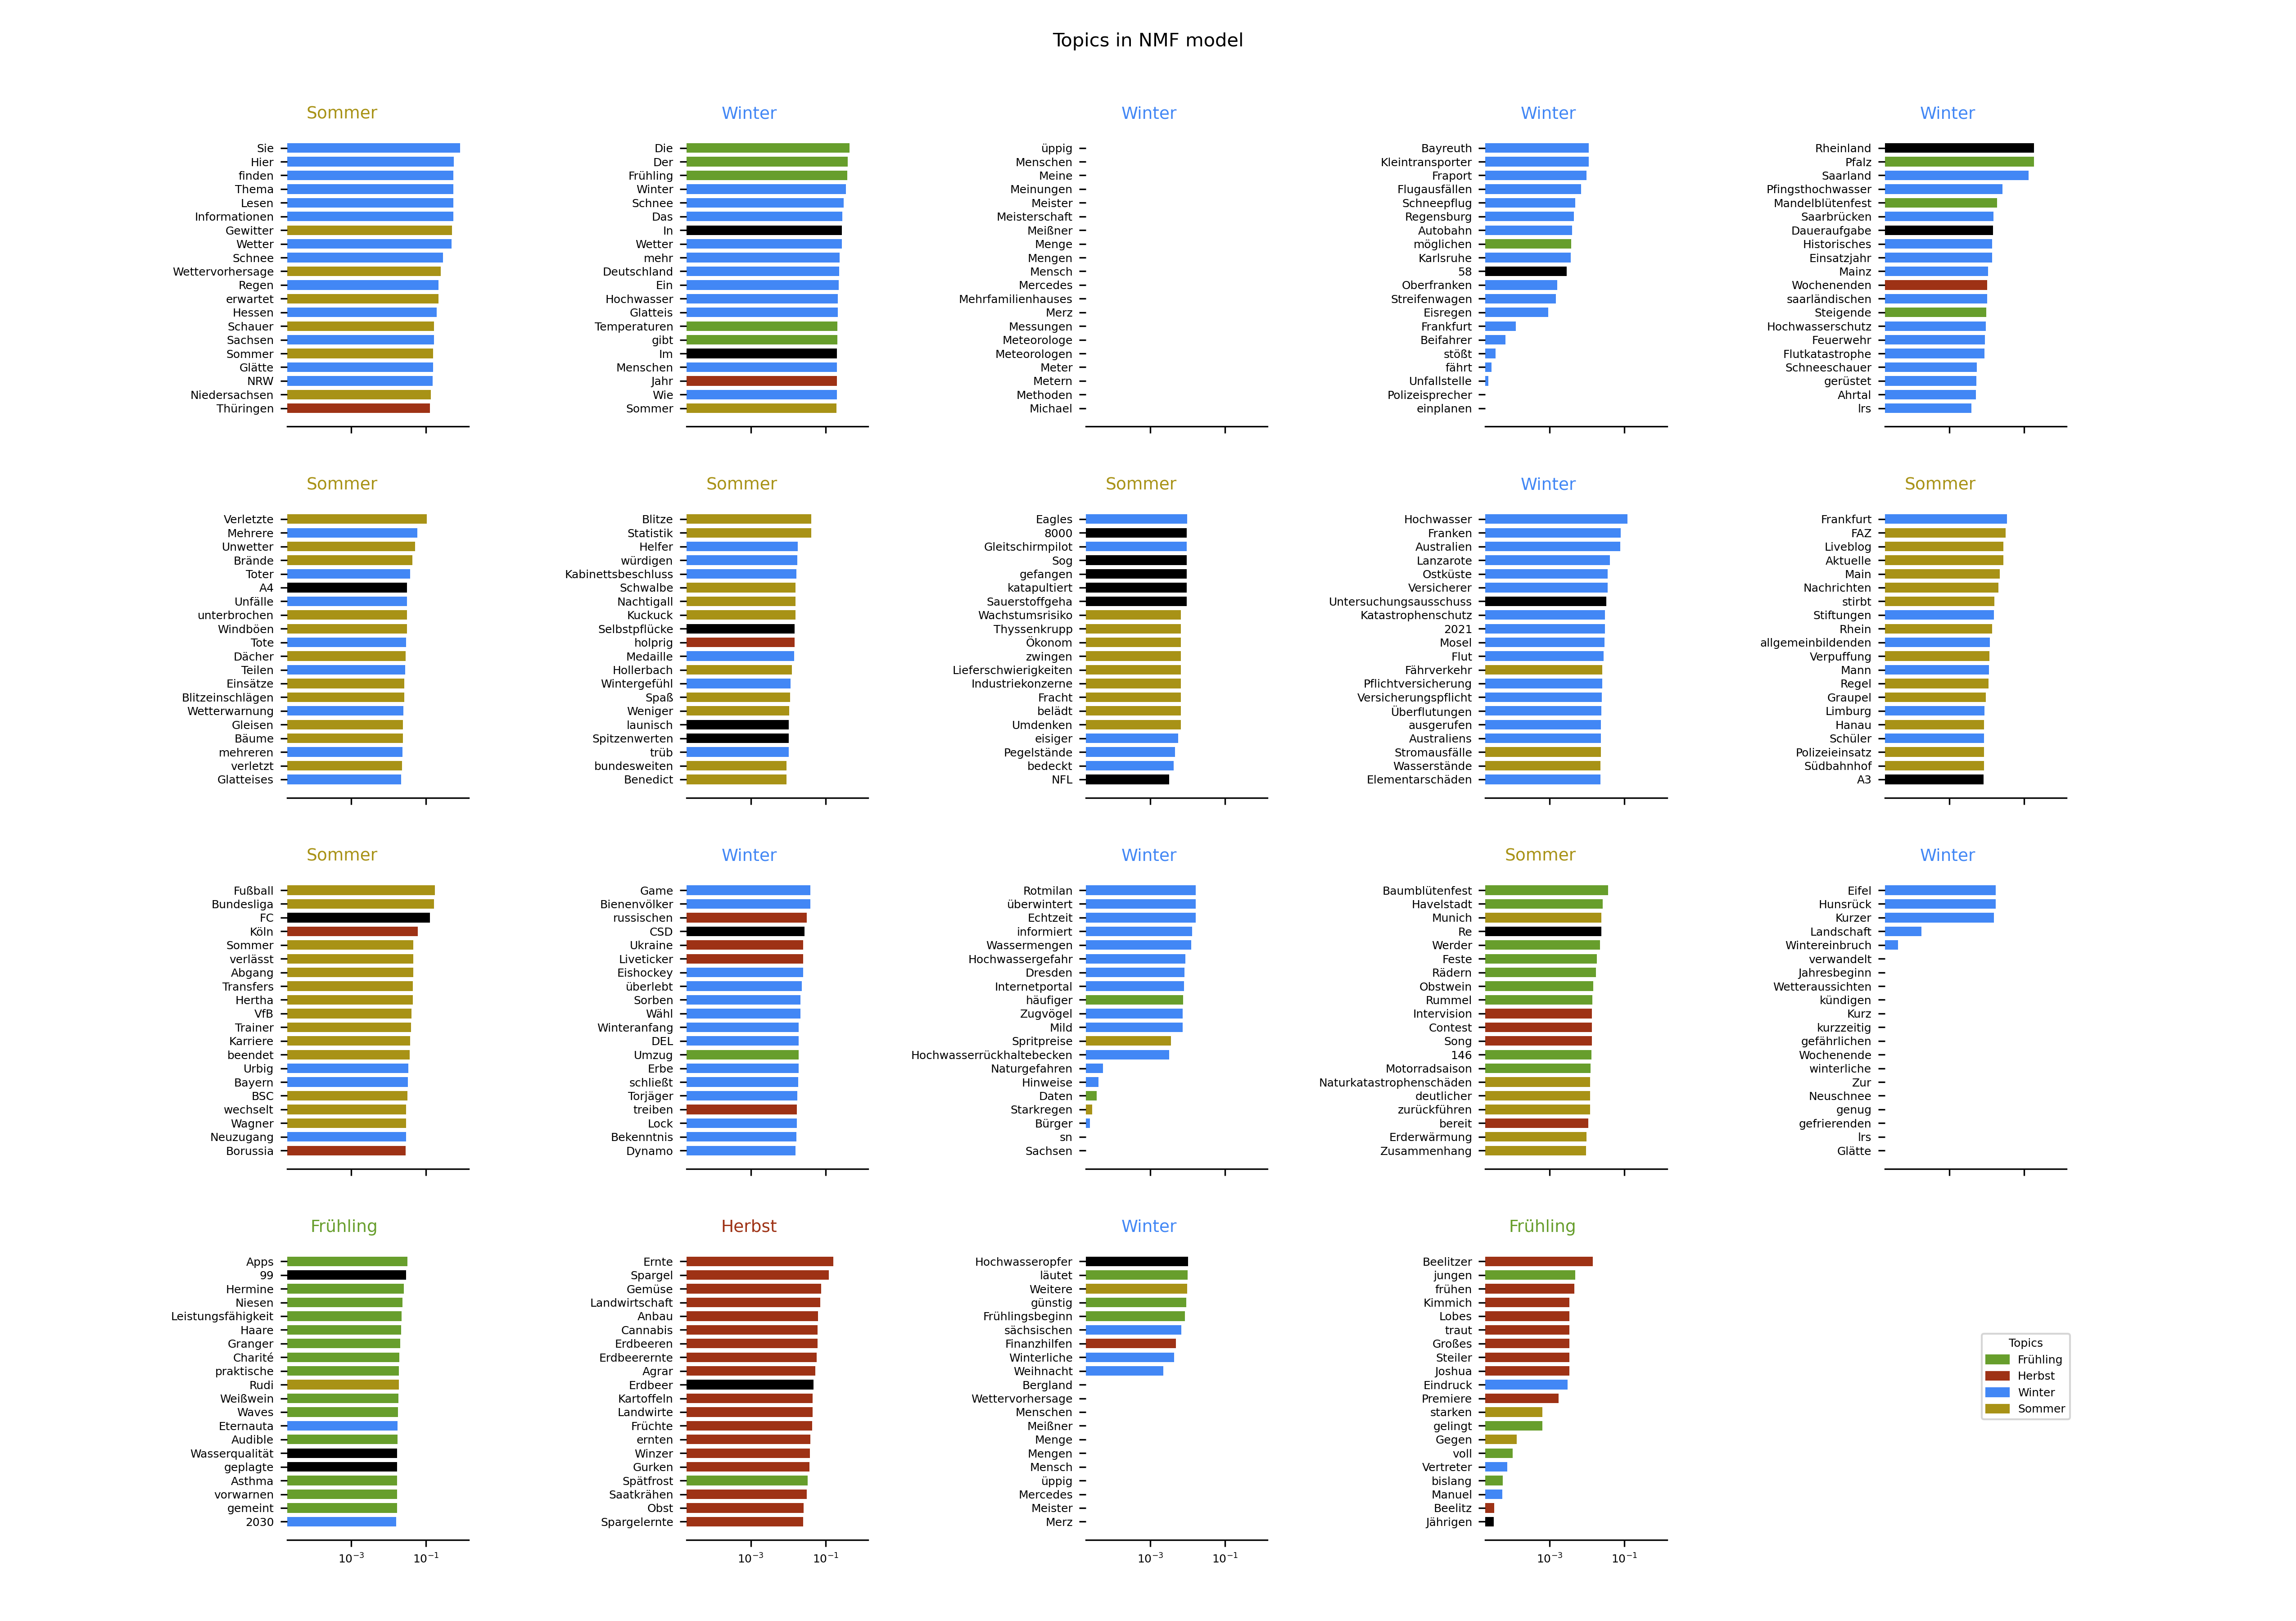 Topics in NMF model
Sommer
Sie
Hier
finden
Thema
Lesen
Informationen
Gewitter
Wetter
Schnee
Wettervorhersage
Regen
erwartet
Hessen
Schauer
Sachsen
Sommer
Glätte
NRW
Niedersachsen
Thüringen
Winter
Die
Der
Frühling
Winter
Schnee
Das
In
Wetter
mehr
Deutschland
Ein
Hochwasser
Glatteis
Temperaturen
gibt
Im
Menschen
Jahr
Wie
Sommer
Winter
üppig
Menschen
Meine
Meinungen
Meister
Meisterschaft
Meißner
Menge
Mengen
Mensch
Mercedes
Mehrfamilienhauses
Merz
Messungen
Meteorologe
Meteorologen
Meter
Metern
Methoden
Michael
Winter
Bayreuth
Kleintransporter
Fraport
Flugausfällen
Schneepflug
Regensburg
Autobahn
möglichen
Karlsruhe
58
Oberfranken
Streifenwagen
Eisregen
Frankfurt
Beifahrer
stößt
fährt
Unfallstelle
Polizeisprecher
einplanen
Winter
Rheinland
Pfalz
Saarland
Pfingsthochwasser
Mandelblütenfest
Saarbrücken
Daueraufgabe
Historisches
Einsatzjahr
Mainz
Wochenenden
saarländischen
Steigende
Hochwasserschutz
Feuerwehr
Flutkatastrophe
Schneeschauer
gerüstet
Ahrtal
lrs
Sommer
Verletzte
Mehrere
Unwetter
Brände
Toter
A4
Unfälle
unterbrochen
Windböen
Tote
Dächer
Teilen
Einsätze
Blitzeinschlägen
Wetterwarnung
Gleisen
Bäume
mehreren
verletzt
Glatteises
Sommer
Blitze
Statistik
Helfer
würdigen
Kabinettsbeschluss
Schwalbe
Nachtigall
Kuckuck
Selbstpflücke
holprig
Medaille
Hollerbach
Wintergefühl
Spaß
Weniger
launisch
Spitzenwerten
trüb
bundesweiten
Benedict
Sommer
Eagles
8000
Gleitschirmpilot
Sog
gefangen
katapultiert
Sauerstoffgeha
Wachstumsrisiko
Thyssenkrupp
Ökonom
zwingen
Lieferschwierigkeiten
Industriekonzerne
Fracht
belädt
Umdenken
eisiger
Pegelstände
bedeckt
NFL
Winter
Hochwasser
Franken
Australien
Lanzarote
Ostküste
Versicherer
Untersuchungsausschuss
Katastrophenschutz
2021
Mosel
Flut
Fährverkehr
Pflichtversicherung
Versicherungspflicht
Überflutungen
ausgerufen
Australiens
Stromausfälle
Wasserstände
Elementarschäden
Sommer
Frankfurt
FAZ
Liveblog
Aktuelle
Main
Nachrichten
stirbt
Stiftungen
Rhein
allgemeinbildenden
Verpuffung
Mann
Regel
Graupel
Limburg
Hanau
Schüler
Polizeieinsatz
Südbahnhof
A3
Sommer
Fußball
Bundesliga
FC
Köln
Sommer
verlässt
Abgang
Transfers
Hertha
VfB
Trainer
Karriere
beendet
Urbig
Bayern
BSC
wechselt
Wagner
Neuzugang
Borussia
Winter
Game
Bienenvölker
russischen
CSD
Ukraine
Liveticker
Eishockey
überlebt
Sorben
Wähl
Winteranfang
DEL
Umzug
Erbe
schließt
Torjäger
treiben
Lock
Bekenntnis
Dynamo
Winter
Rotmilan
überwintert
Echtzeit
informiert
Wassermengen
Hochwassergefahr
Dresden
Internetportal
häufiger
Zugvögel
Mild
Spritpreise
Hochwasserrückhaltebecken
Naturgefahren
Hinweise
Daten
Starkregen
Bürger
sn
Sachsen
Sommer
Baumblütenfest
Havelstadt
Munich
Re
Werder
Feste
Rädern
Obstwein
Rummel
Intervision
Contest
Song
146
Motorradsaison
Naturkatastrophenschäden
deutlicher
zurückführen
bereit
Erderwärmung
Zusammenhang
Winter
Eifel
Hunsrück
Kurzer
Landschaft
Wintereinbruch
verwandelt
Jahresbeginn
Wetteraussichten
kündigen
Kurz
kurzzeitig
gefährlichen
Wochenende
winterliche
Zur
Neuschnee
genug
gefrierenden
lrs
Glätte
Frühling
Apps
99
Hermine
Niesen
Leistungsfähigkeit
Haare
Granger
Charité
praktische
Rudi
Weißwein
Waves
Eternauta
Audible
Wasserqualität
geplagte
Asthma
vorwarnen
gemeint
2030
10⁻³ 10⁻¹
Herbst
Ernte
Spargel
Gemüse
Landwirtschaft
Anbau
Cannabis
Erdbeeren
Erdbeerernte
Agrar
Erdbeer
Kartoffeln
Landwirte
Früchte
ernten
Winzer
Gurken
Spätfrost
Saatkrähen
Obst
Spargelernte
10⁻³ 10⁻¹
Winter
Hochwasseropfer
läutet
Weitere
günstig
Frühlingsbeginn
sächsischen
Finanzhilfen
Winterliche
Weihnacht
Bergland
Wettervorhersage
Menschen
Meißner
Menge
Mengen
Mensch
üppig
Mercedes
Meister
Merz
10⁻³ 10⁻¹
Frühling
Beelitzer
jungen
frühen
Kimmich
Lobes
traut
Großes
Steiler
Joshua
Eindruck
Premiere
starken
gelingt
Gegen
voll
Vertreter
bislang
Manuel
Beelitz
Jährigen
10⁻³ 10⁻¹
Topics
Frühling
Herbst
Winter
Sommer